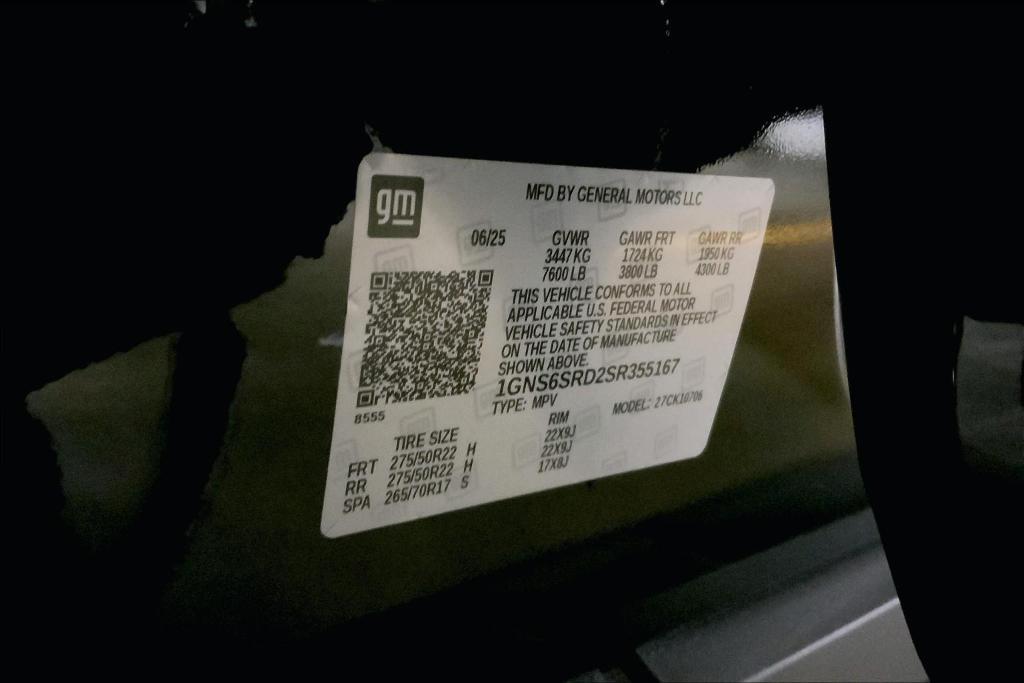 gm
MFD BY GENERAL MOTORS LLC
06/25 GVWR GAWR FRT GAWR RR
3447 KG 1724 KG 1950 KG
7600 LB 3800 LB 4300 LB
THIS VEHICLE CONFORMS TO ALL
APPLICABLE U.S. FEDERAL MOTOR
VEHICLE SAFETY STANDARDS IN EFFECT
ON THE DATE OF MANUFACTURE
SHOWN ABOVE.
1GNS6SRD2SR355167
8555
TYPE: MPV MODEL: 27CK10706
TIRE SIZE RIM
FRT 275/50R22 H 22X9J
RR 275/50R22 H 22X9J
SPA 265/70R17 S 17X8J